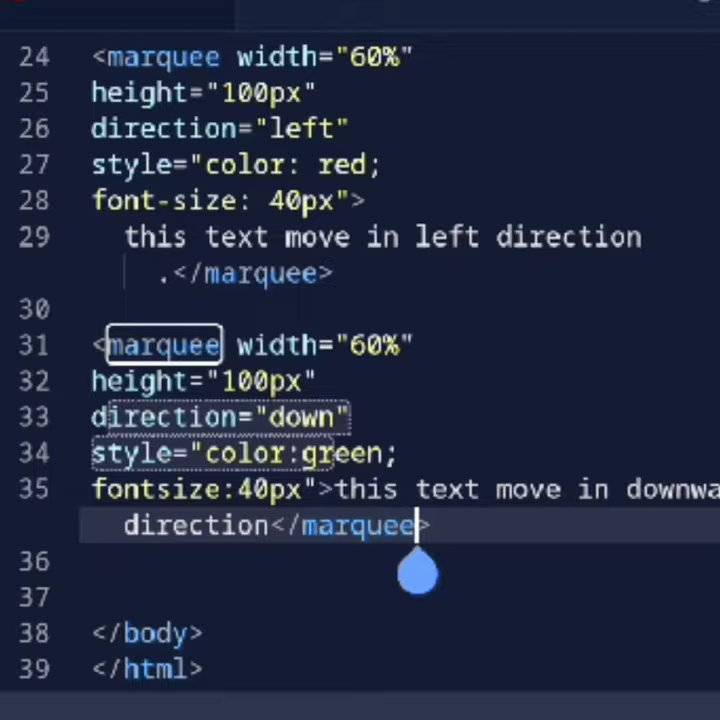 24 <marquee width="60%"
25 height="100px"
26 direction="left"
27 style="color: red;
28 font-size: 40px">
29 this text move in left direction
.</marquee>
30
31 <marquee width="60%"
32 height="100px"
33 direction="down"
34 style="color:green;
35 fontsize:40px">this text move in downwa
direction</marquee>
36
37
38 </body>
39 </html>